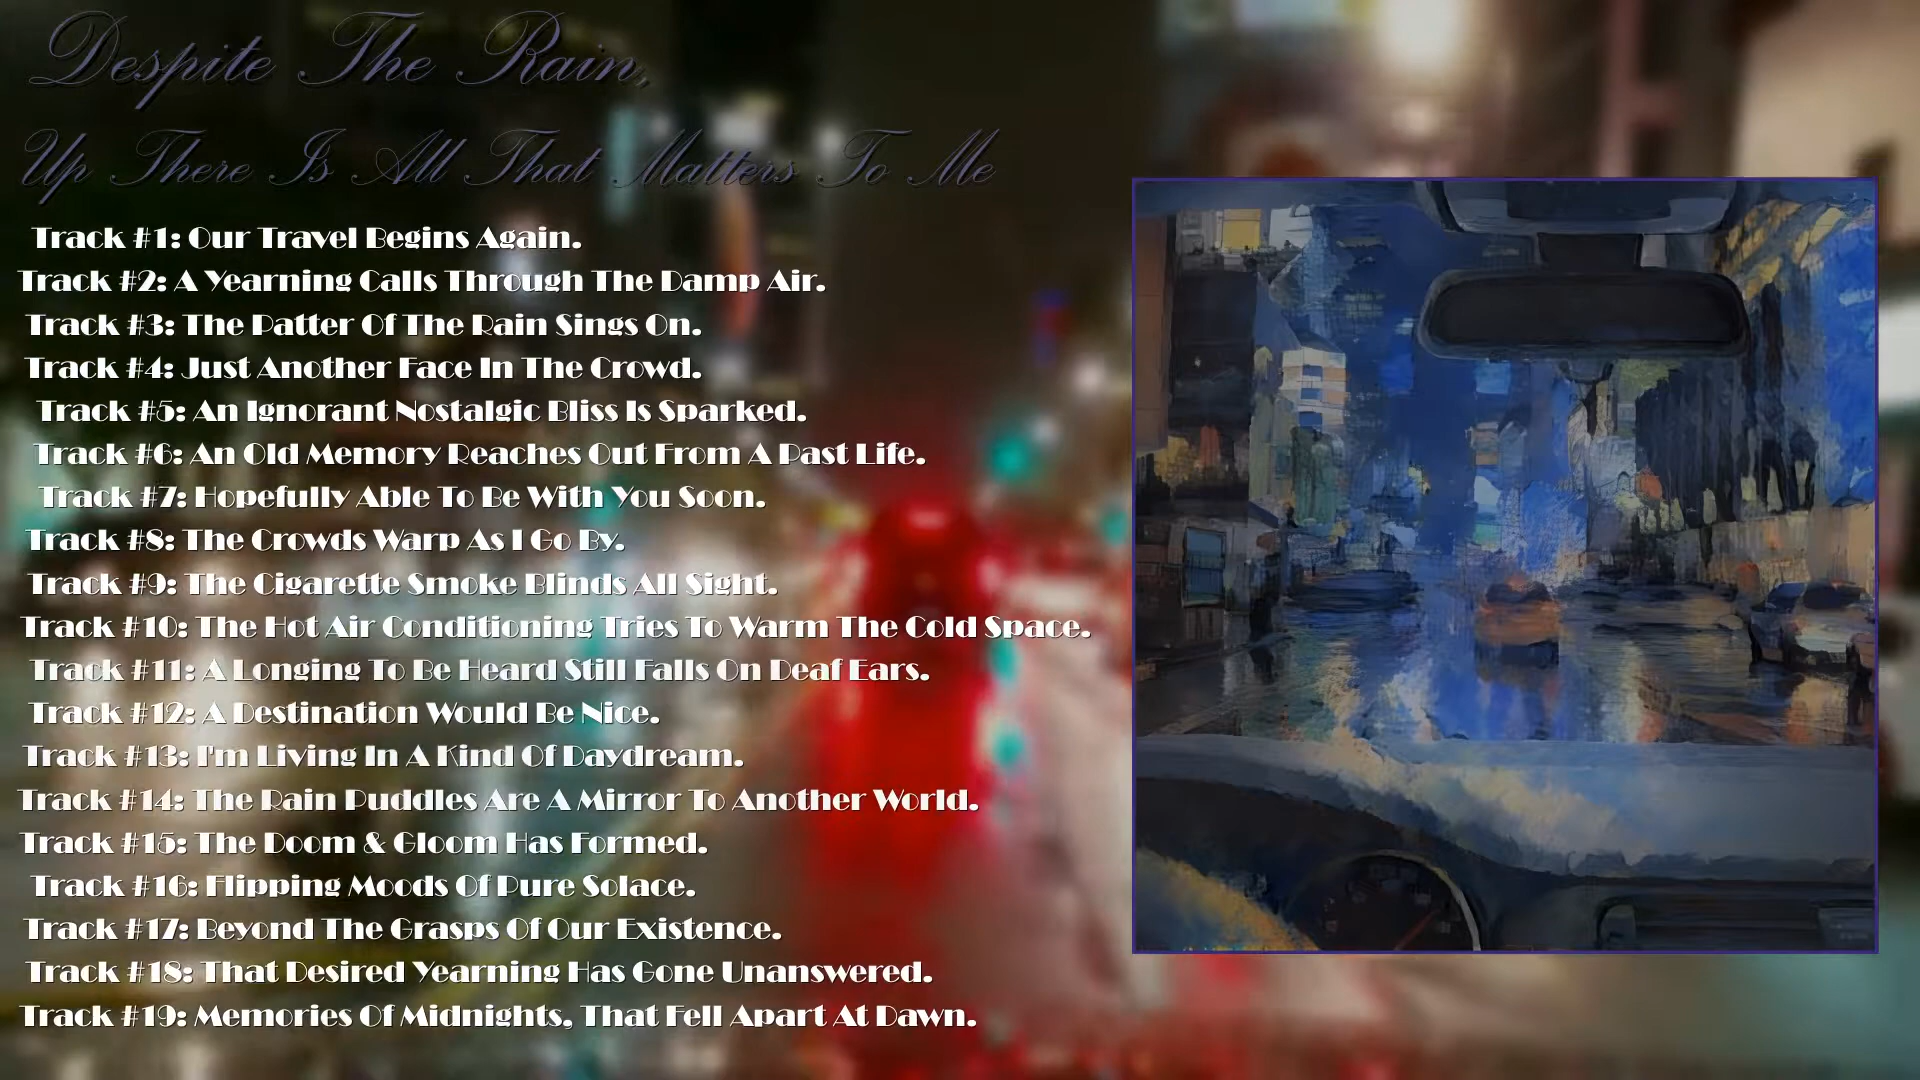 Despite The Rain,
Up There Is All That Matters To Me
Track #1: Our Travel Begins Again.
Track #2: A Yearning Calls Through The Damp Air.
Track #3: The Patter Of The Rain Sings On.
Track #4: Just Another Face In The Crowd.
Track #5: An Ignorant Nostalgic Bliss Is Sparked.
Track #6: An Old Memory Reaches Out From A Past Life.
Track #7: Hopefully Able To Be With You Soon.
Track #8: The Crowds Warp As I Go By.
Track #9: The Cigarette Smoke Blinds All Sight.
Track #10: The Hot Air Conditioning Tries To Warm The Cold Space.
Track #11: A Longing To Be Heard Still Falls On Deaf Ears.
Track #12: A Destination Would Be Nice.
Track #13: I'm Living In A Kind Of Daydream.
Track #14: The Rain Puddles Are A Mirror To Another World.
Track #15: The Doom & Gloom Has Formed.
Track #16: Flipping Moods Of Pure Solace.
Track #17: Beyond The Grasps Of Our Existence.
Track #18: That Desired Yearning Has Gone Unanswered.
Track #19: Memories Of Midnights, That Fell Apart At Dawn.